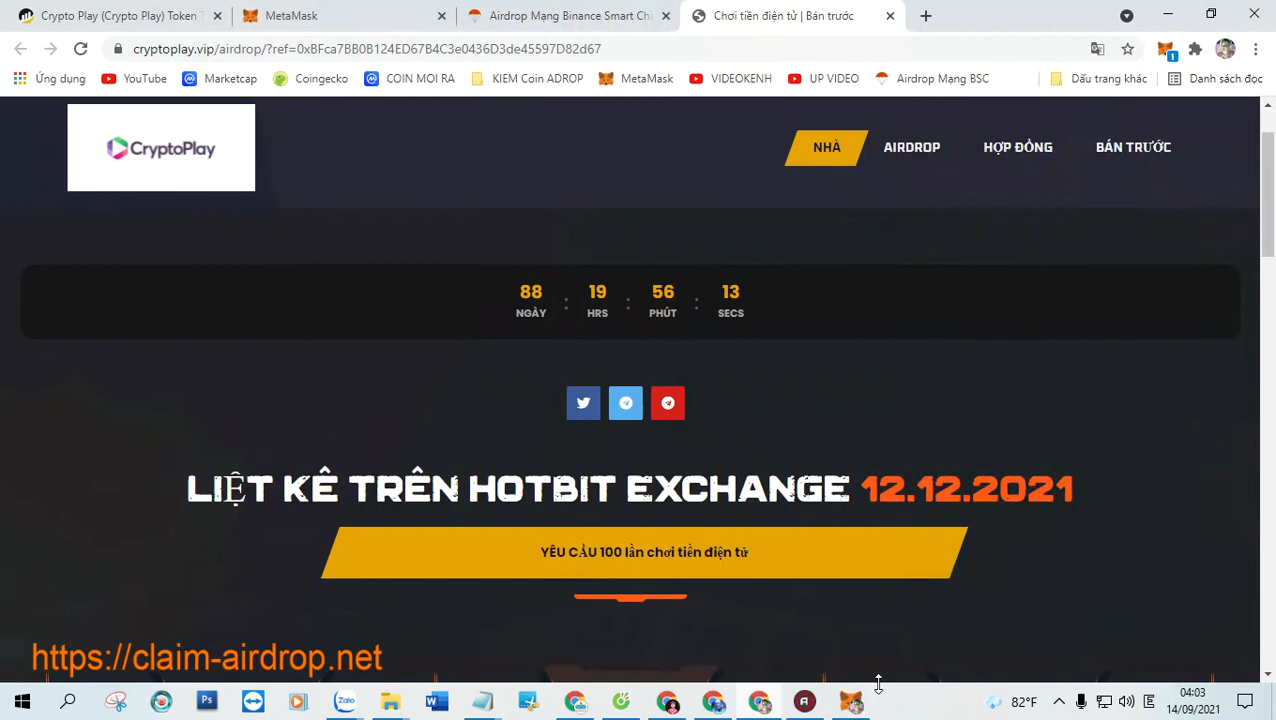 Crypto Play (Crypto Play) Token T
MetaMask
Airdrop Mạng Binance Smart Cha
Chơi tiền điện tử | Bán trước
cryptoplay.vip/airdrop/?ref=0xBFca7BB0B124ED67B4C3e0436D3de45597D82d67
Ứng dụng
YouTube
Marketcap
Coingecko
COIN MOI RA
KIEM Coin ADROP
MetaMask
VIDEOKENH
UP VIDEO
Airdrop Mạng BSC
Dấu trang khác
Danh sách đọc
CryptoPlay
NHÀ
AIRDROP
HỢP ĐỒNG
BÁN TRƯỚC
88 : 19 : 56 : 13
NGÀY HRS PHÚT SECS
LIỆT KÊ TRÊN HOTBIT EXCHANGE 12.12.2021
YÊU CẦU 100 lần chơi tiền điện tử
https://claim-airdrop.net
Zalo
82°F
04:03
14/09/2021